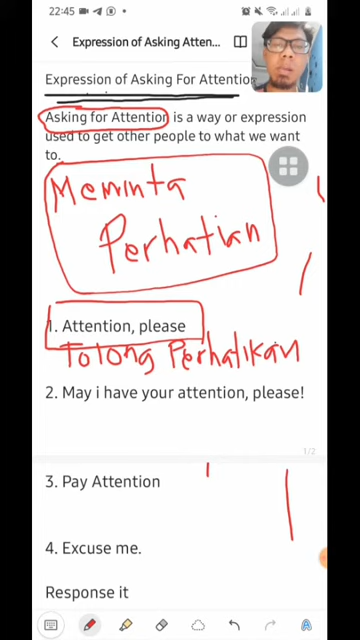 22:45
Expression of Asking Atten...
Expression of Asking For Attention
Asking for Attention is a way or expression
used to get other people to what we want
to.
Meminta
Perhatian
1. Attention, please
Tolong Perhatikan
2. May i have your attention, please!
1/2
3. Pay Attention
4. Excuse me.
Response it